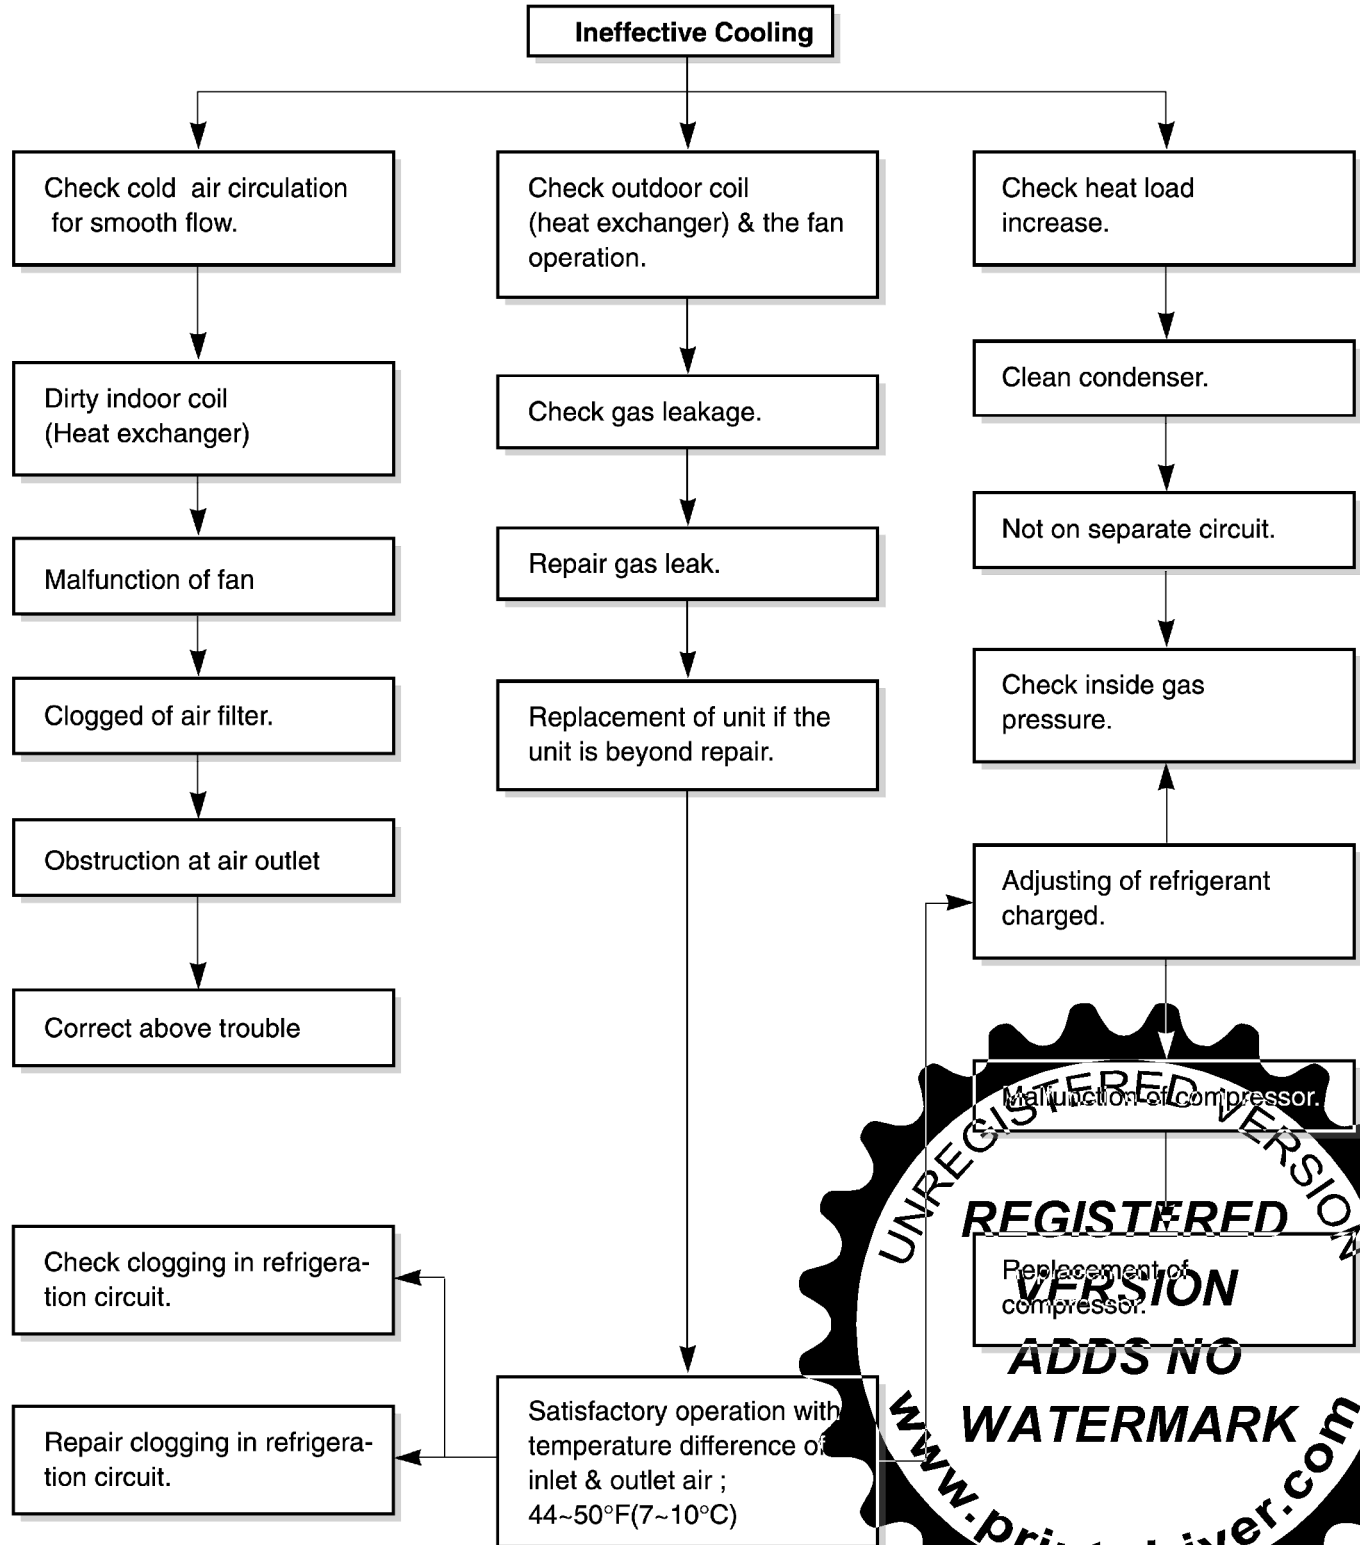 Ineffective Cooling
Check cold air circulation
for smooth flow.
Dirty indoor coil
(Heat exchanger)
Malfunction of fan
Clogged of air filter.
Obstruction at air outlet
Correct above trouble
Check clogging in refrigera-
tion circuit.
Repair clogging in refrigera-
tion circuit.
Check outdoor coil
(heat exchanger) & the fan
operation.
Check gas leakage.
Repair gas leak.
Replacement of unit if the
unit is beyond repair.
Satisfactory operation with
temperature difference of
inlet & outlet air ;
44~50°F(7~10°C)
Check heat load
increase.
Clean condenser.
Not on separate circuit.
Check inside gas
pressure.
Adjusting of refrigerant
charged.
Malfunction of compressor.
Replacement of
compressor.
UNREGISTERED VERSION
REGISTERED
VERSION
ADDS NO
WATERMARK